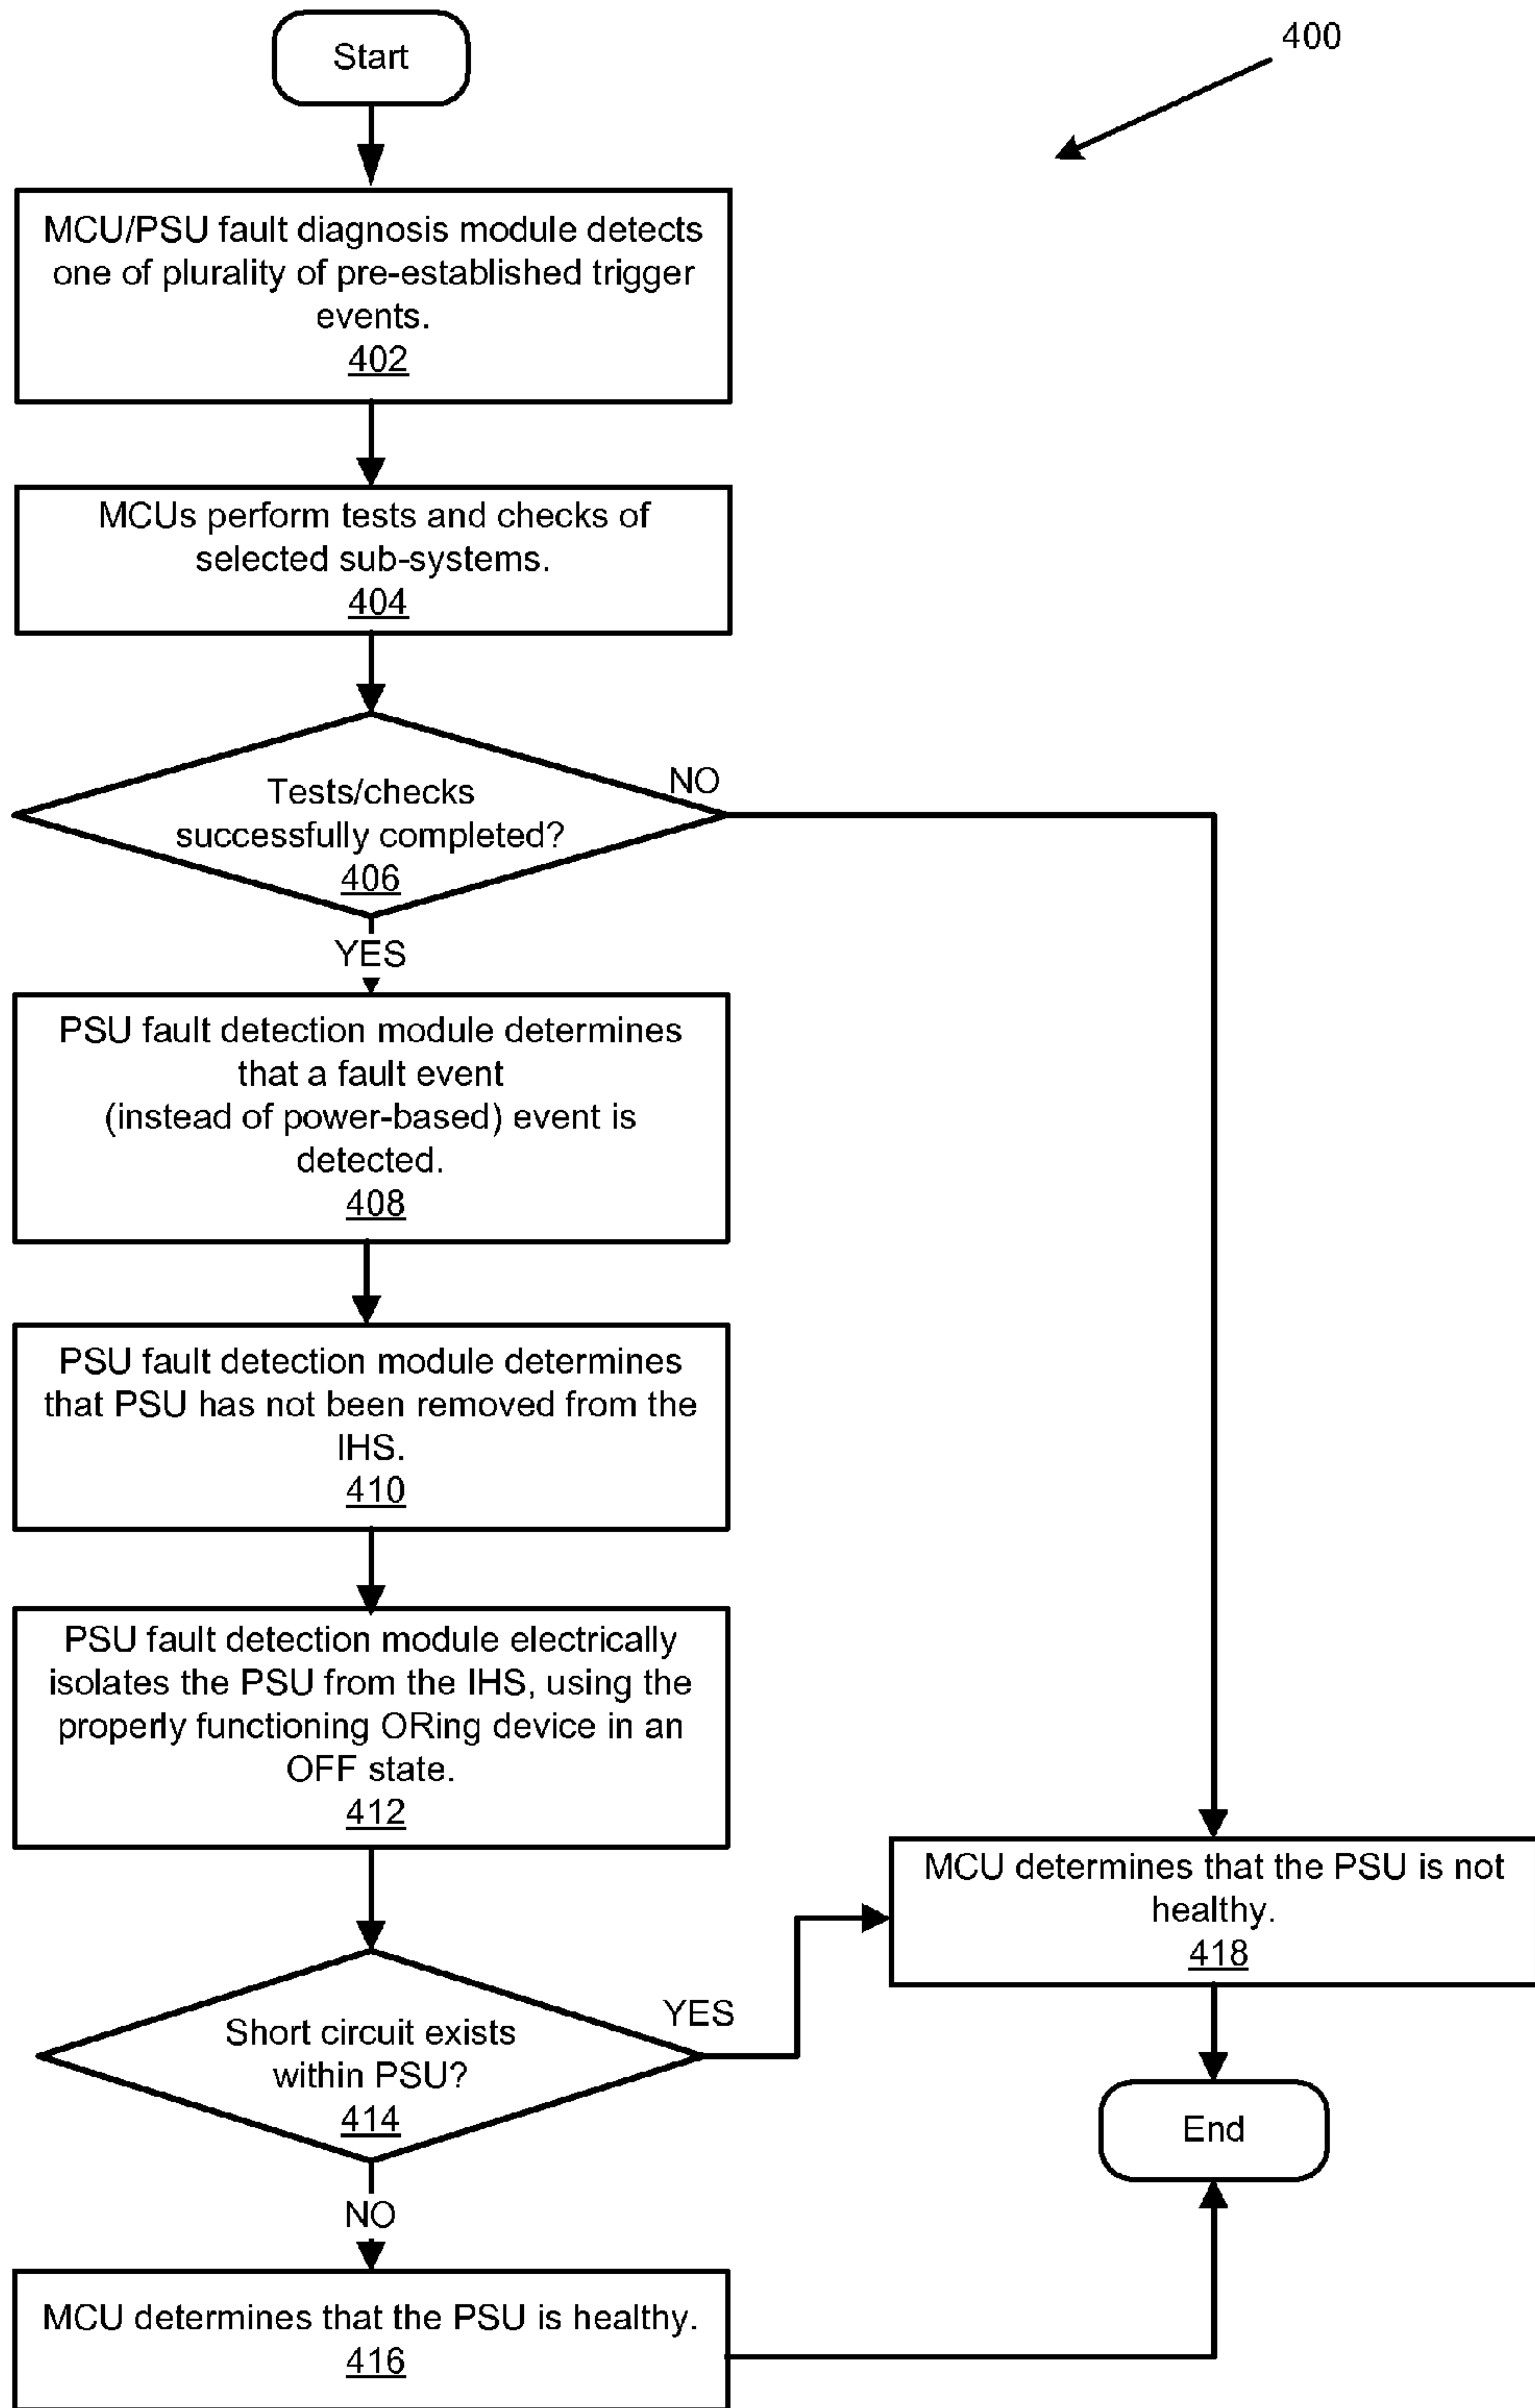 Start
400
MCU/PSU fault diagnosis module detects
one of plurality of pre-established trigger
events.
402
MCUs perform tests and checks of
selected sub-systems.
404
Tests/checks
successfully completed?
406
NO
YES
PSU fault detection module determines
that a fault event
(instead of power-based) event is
detected.
408
PSU fault detection module determines
that PSU has not been removed from the
IHS.
410
PSU fault detection module electrically
isolates the PSU from the IHS, using the
properly functioning ORing device in an
OFF state.
412
Short circuit exists
within PSU?
414
YES
NO
MCU determines that the PSU is not
healthy.
418
End
MCU determines that the PSU is healthy.
416